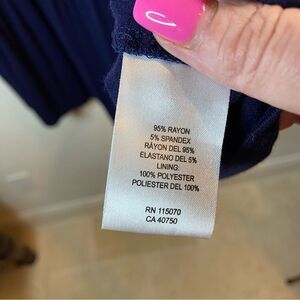 95% RAYON
5% SPANDEX
RAYON DEL 95%
ELASTANO DEL 5%
LINING:
100% POLYESTER
POLIESTER DEL 100%
RN 115070
CA 40750